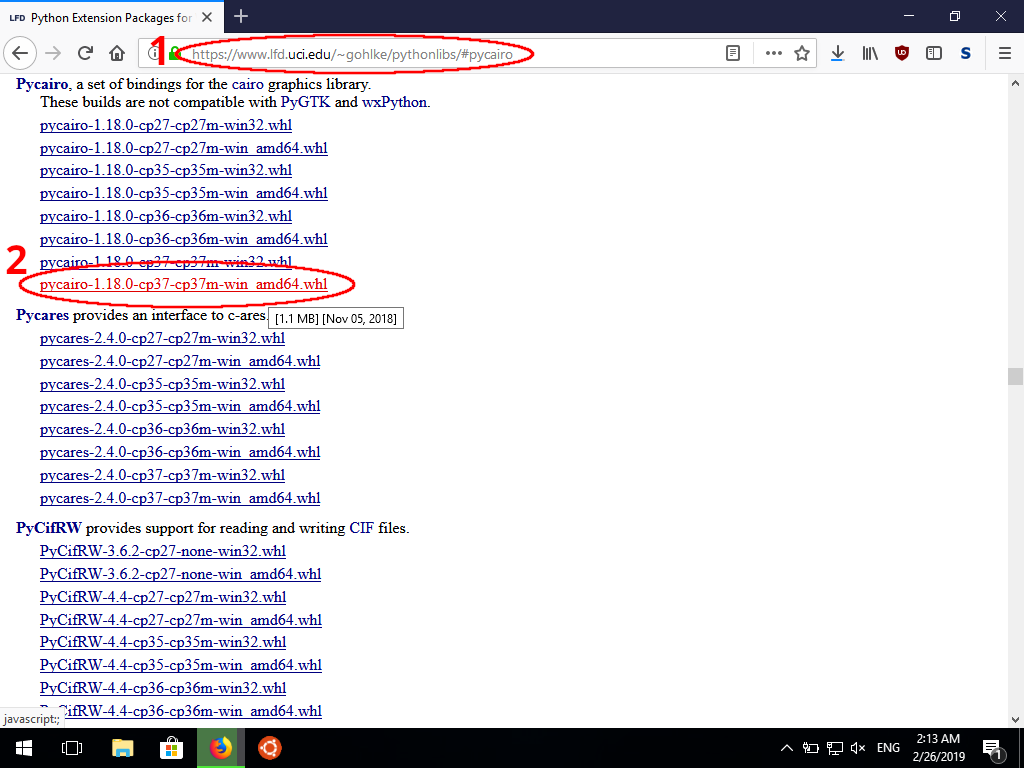 LFD Python Extension Packages for
1
https://www.lfd.uci.edu/~gohlke/pythonlibs/#pycairo
Pycairo, a set of bindings for the cairo graphics library.
These builds are not compatible with PyGTK and wxPython.
pycairo-1.18.0-cp27-cp27m-win32.whl
pycairo-1.18.0-cp27-cp27m-win_amd64.whl
pycairo-1.18.0-cp35-cp35m-win32.whl
pycairo-1.18.0-cp35-cp35m-win_amd64.whl
pycairo-1.18.0-cp36-cp36m-win32.whl
pycairo-1.18.0-cp36-cp36m-win_amd64.whl
pycairo-1.18.0-cp37-cp37m-win32.whl
2
pycairo-1.18.0-cp37-cp37m-win_amd64.whl
Pycares provides an interface to c-ares.
[1.1 MB] [Nov 05, 2018]
pycares-2.4.0-cp27-cp27m-win32.whl
pycares-2.4.0-cp27-cp27m-win_amd64.whl
pycares-2.4.0-cp35-cp35m-win32.whl
pycares-2.4.0-cp35-cp35m-win_amd64.whl
pycares-2.4.0-cp36-cp36m-win32.whl
pycares-2.4.0-cp36-cp36m-win_amd64.whl
pycares-2.4.0-cp37-cp37m-win32.whl
pycares-2.4.0-cp37-cp37m-win_amd64.whl
PyCifRW provides support for reading and writing CIF files.
PyCifRW-3.6.2-cp27-none-win32.whl
PyCifRW-3.6.2-cp27-none-win_amd64.whl
PyCifRW-4.4-cp27-cp27m-win32.whl
PyCifRW-4.4-cp27-cp27m-win_amd64.whl
PyCifRW-4.4-cp35-cp35m-win32.whl
PyCifRW-4.4-cp35-cp35m-win_amd64.whl
PyCifRW-4.4-cp36-cp36m-win32.whl
PyCifRW-4.4-cp36-cp36m-win_amd64.whl
javascript:;
ENG
2:13 AM
2/26/2019
1